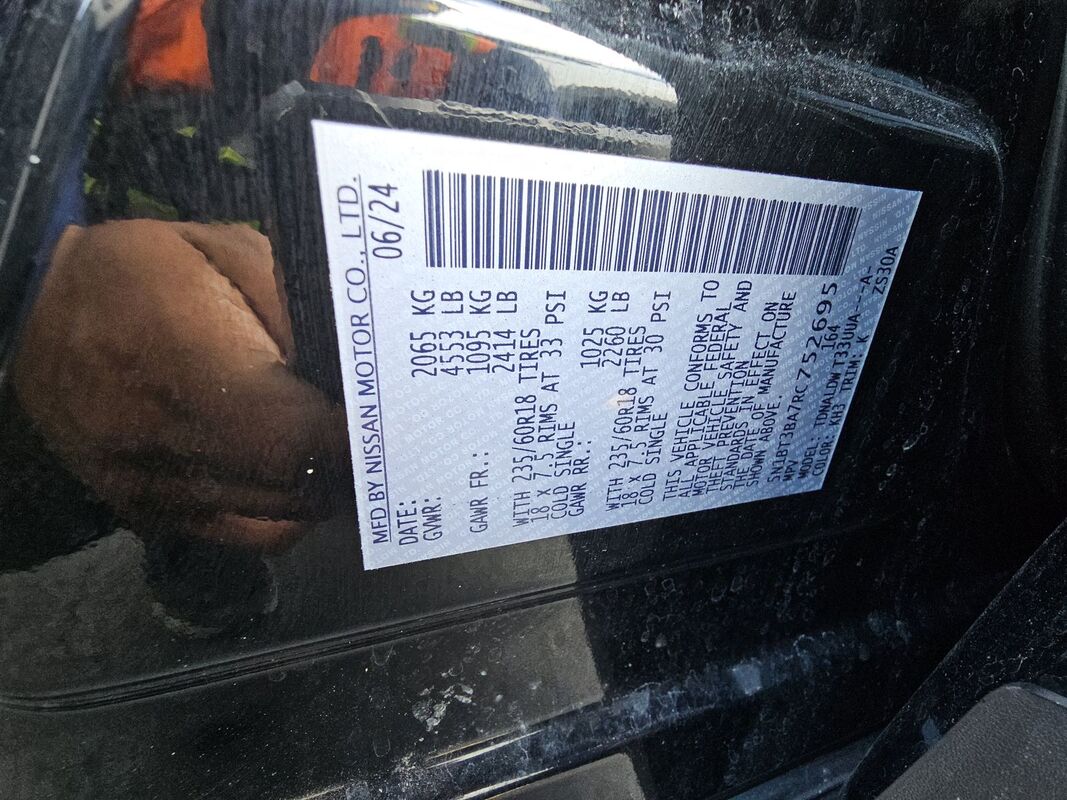 MFD BY NISSAN MOTOR CO., LTD.
DATE: 06/24
GVWR: 2065 KG
4553 LB
GAWR FR.: 1095 KG
2414 LB
WITH 235/60R18 TIRES
18 X 7.5 RIMS AT 33 PSI
COLD SINGLE
GAWR RR.: 1025 KG
2260 LB
WITH 235/60R18 TIRES
18 X 7.5 RIMS AT 30 PSI
COLD SINGLE
THIS VEHICLE CONFORMS TO
ALL APPLICABLE FEDERAL
MOTOR VEHICLE SAFETY AND
THEFT PREVENTION
STANDARDS IN EFFECT ON
THE DATE OF MANUFACTURE
SHOWN ABOVE.
5N1BT3BA7RC752695
MPV 7464
MODEL: TDNALDW T33UUA---A-
COLOR: KH3 TRIM: K ZS30A